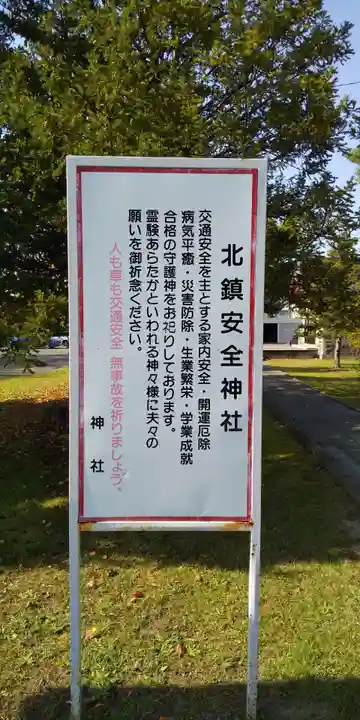 北鎮安全神社
交通安全を主とする家内安全・開運厄除
病気平癒・災害防除・生業繁栄・学業成就
合格の守護神をお祀りしております。
霊験あらたかといわれる神々様に夫々の
願いを御祈念ください。
人も車も交通安全 無事故を祈りましょう。
神社